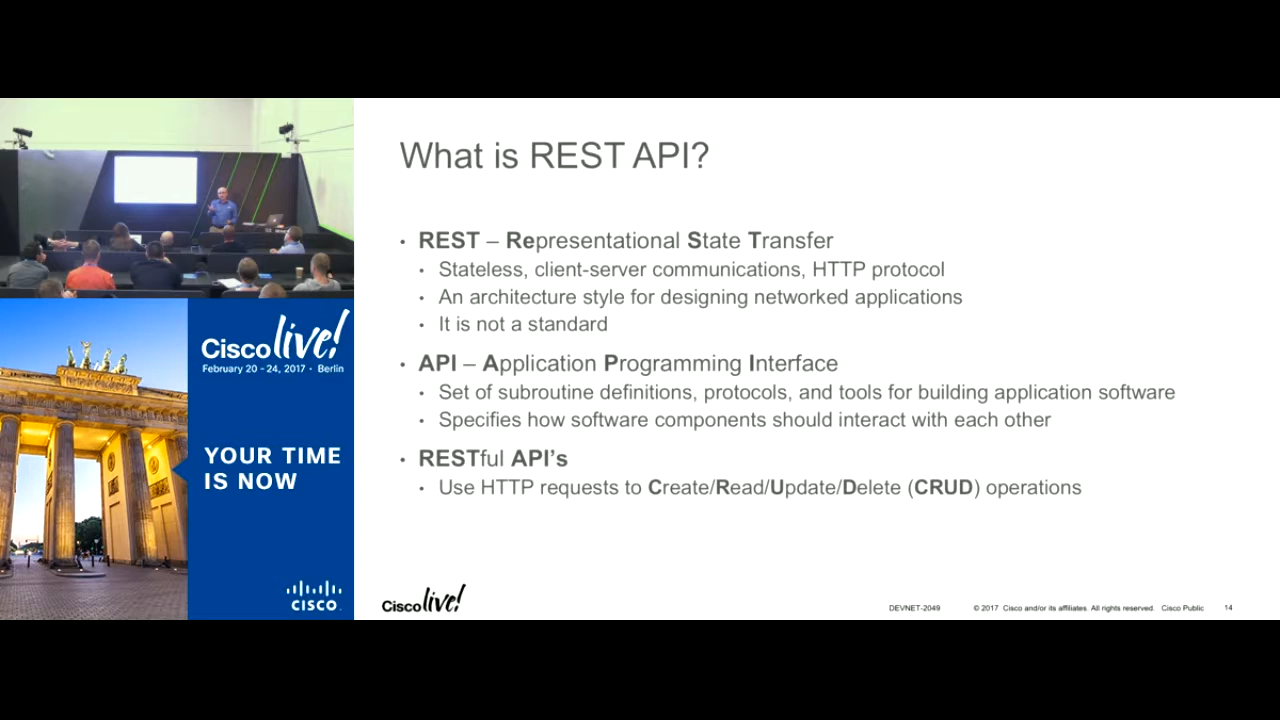 What is REST API?
• REST – Representational State Transfer
• Stateless, client-server communications, HTTP protocol
• An architecture style for designing networked applications
• It is not a standard
• API – Application Programming Interface
• Set of subroutine definitions, protocols, and tools for building application software
• Specifies how software components should interact with each other
• RESTful API's
• Use HTTP requests to Create/Read/Update/Delete (CRUD) operations
Cisco live!
February 20 - 24, 2017 • Berlin
YOUR TIME
IS NOW
CISCO
Cisco live!
DEVNET-2049 © 2017 Cisco and/or its affiliates. All rights reserved. Cisco Public 14